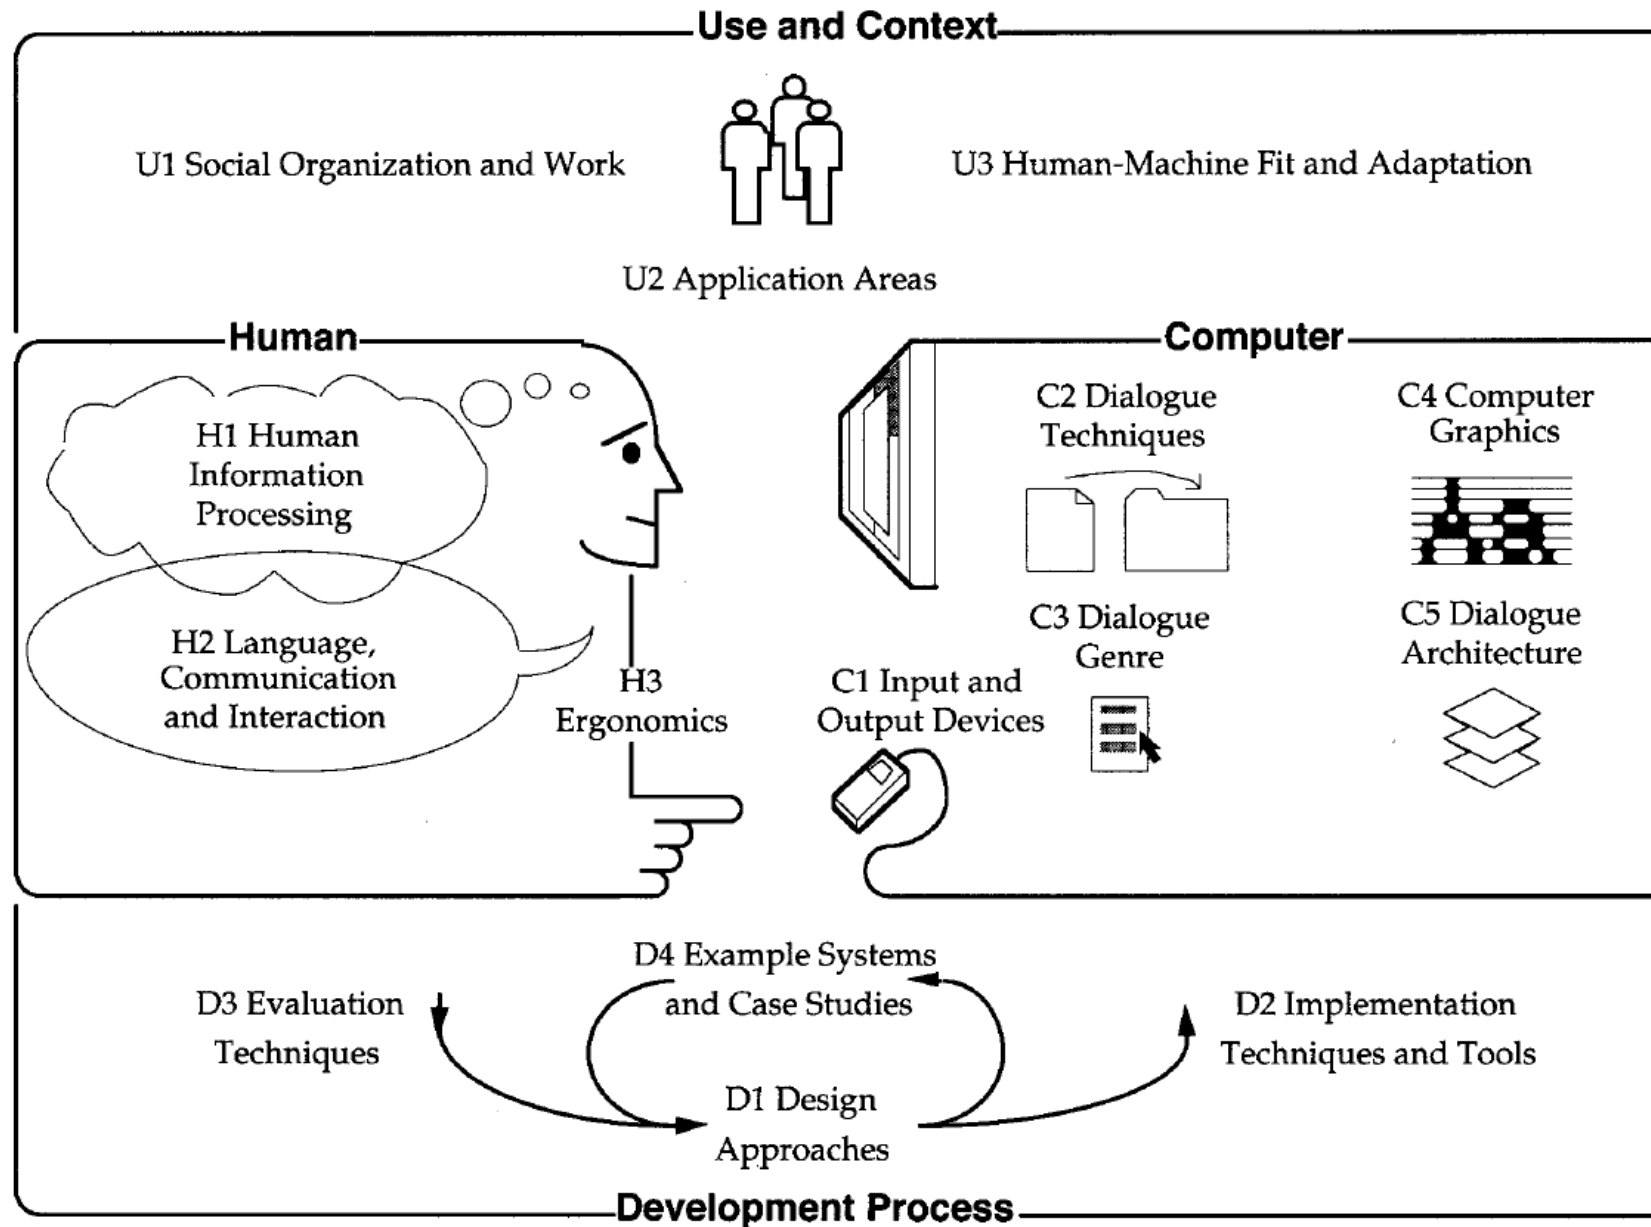 Use and Context
U1 Social Organization and Work
U3 Human-Machine Fit and Adaptation
U2 Application Areas
Human
H1 Human
Information
Processing
H2 Language,
Communication
and Interaction
H3
Ergonomics
Computer
C2 Dialogue
Techniques
C4 Computer
Graphics
C3 Dialogue
Genre
C5 Dialogue
Architecture
C1 Input and
Output Devices
D4 Example Systems
and Case Studies
D3 Evaluation
Techniques
D2 Implementation
Techniques and Tools
D1 Design
Approaches
Development Process